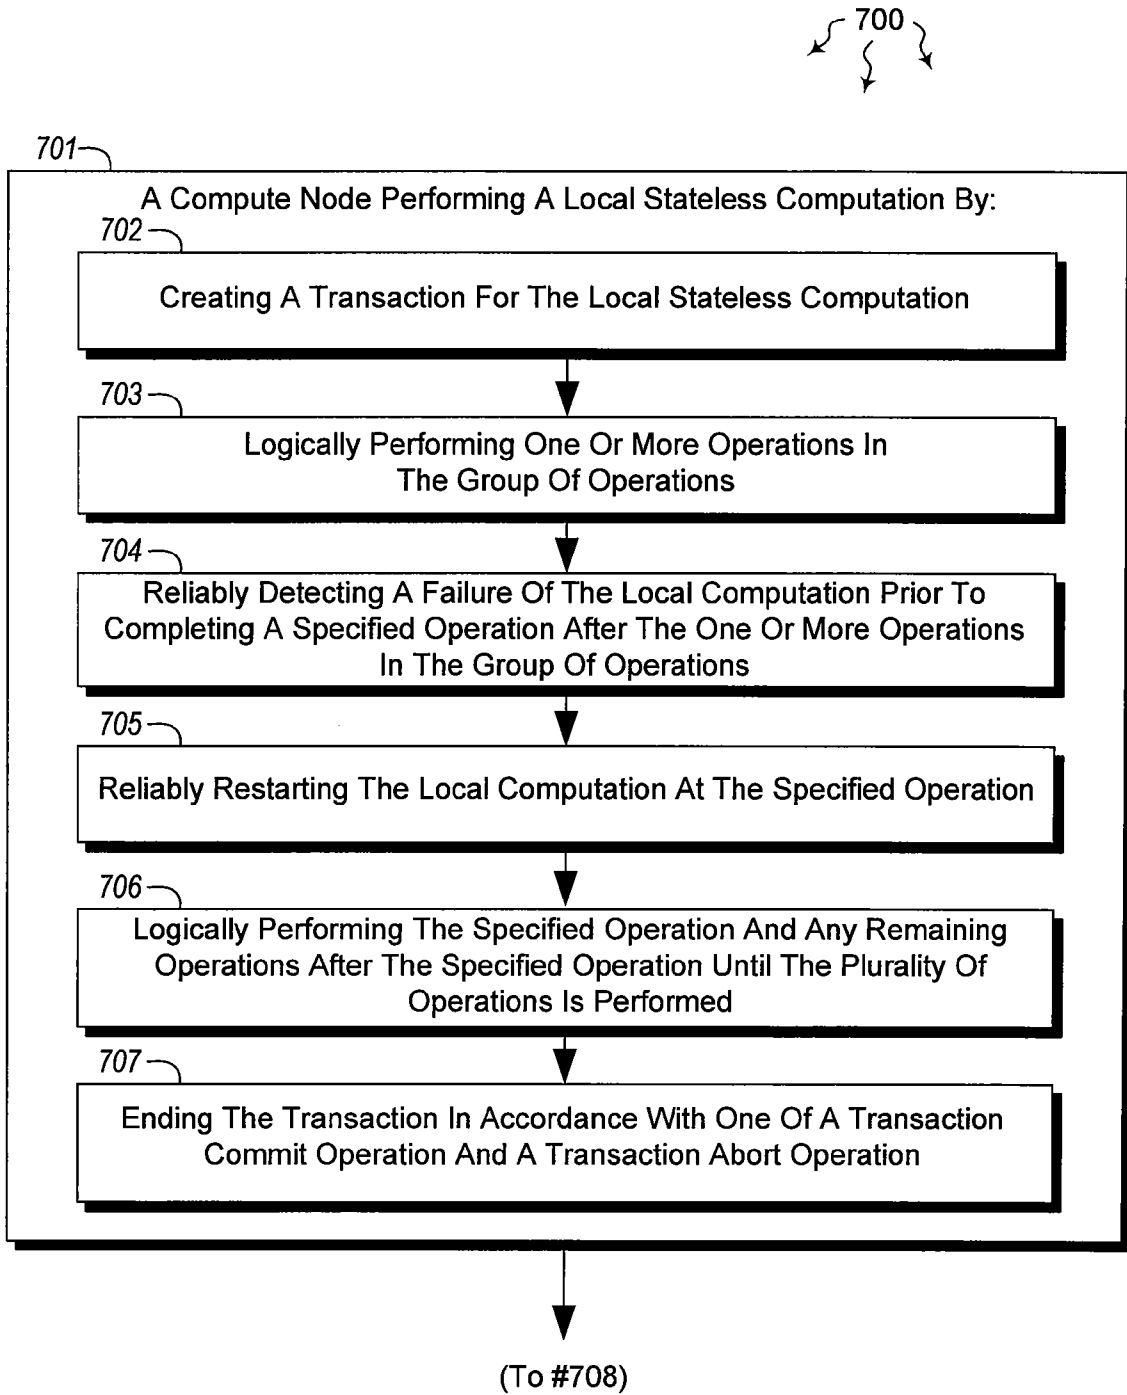 700
701
A Compute Node Performing A Local Stateless Computation By:
702
Creating A Transaction For The Local Stateless Computation
703
Logically Performing One Or More Operations In
The Group Of Operations
704
Reliably Detecting A Failure Of The Local Computation Prior To
Completing A Specified Operation After The One Or More Operations
In The Group Of Operations
705
Reliably Restarting The Local Computation At The Specified Operation
706
Logically Performing The Specified Operation And Any Remaining
Operations After The Specified Operation Until The Plurality Of
Operations Is Performed
707
Ending The Transaction In Accordance With One Of A Transaction
Commit Operation And A Transaction Abort Operation
(To #708)